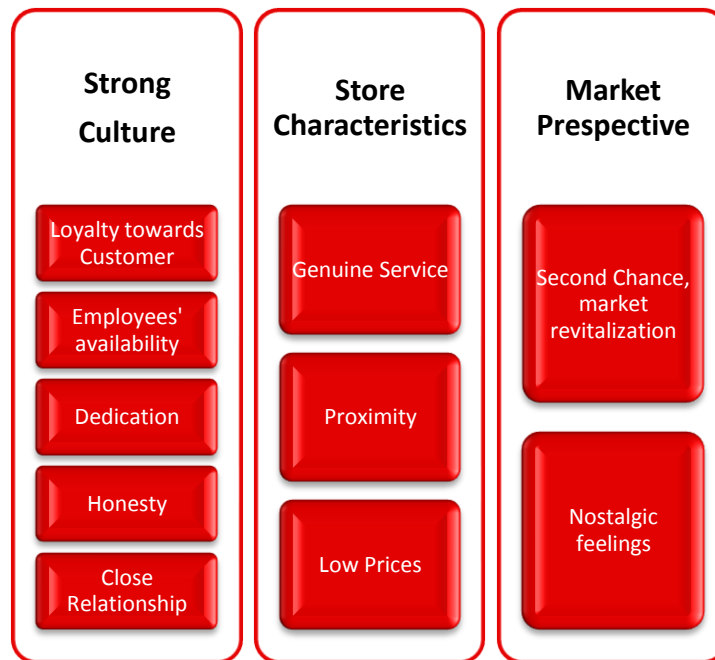 Strong
Culture
Loyalty towards
Customer
Employees'
availability
Dedication
Honesty
Close
Relationship
Store
Characteristics
Genuine Service
Proximity
Low Prices
Market
Prespective
Second Chance,
market
revitalization
Nostalgic
feelings